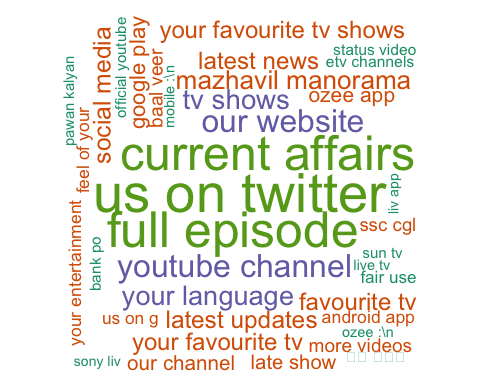 your favourite tv shows
status video
latest news
etv channels
mazhavil manorama
tv shows
ozee app
our website
current affairs
us on twitter
full episode
ssc cgl
sun tv
youtube channel
live tv
fair use
your language
favourite tv
us on g
latest updates
android app
ozee :\n
your favourite tv
more videos
sony liv
our channel
late show
pawan kalyan
social media
official youtube
google play
baal veer
mobile :\n
feel of your
liv app
your entertainment
bank po